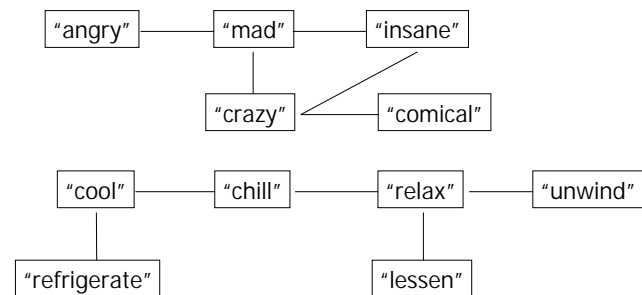 "angry" "mad" "insane"
"crazy" "comical"
"cool" "chill" "relax" "unwind"
"refrigerate" "lessen"